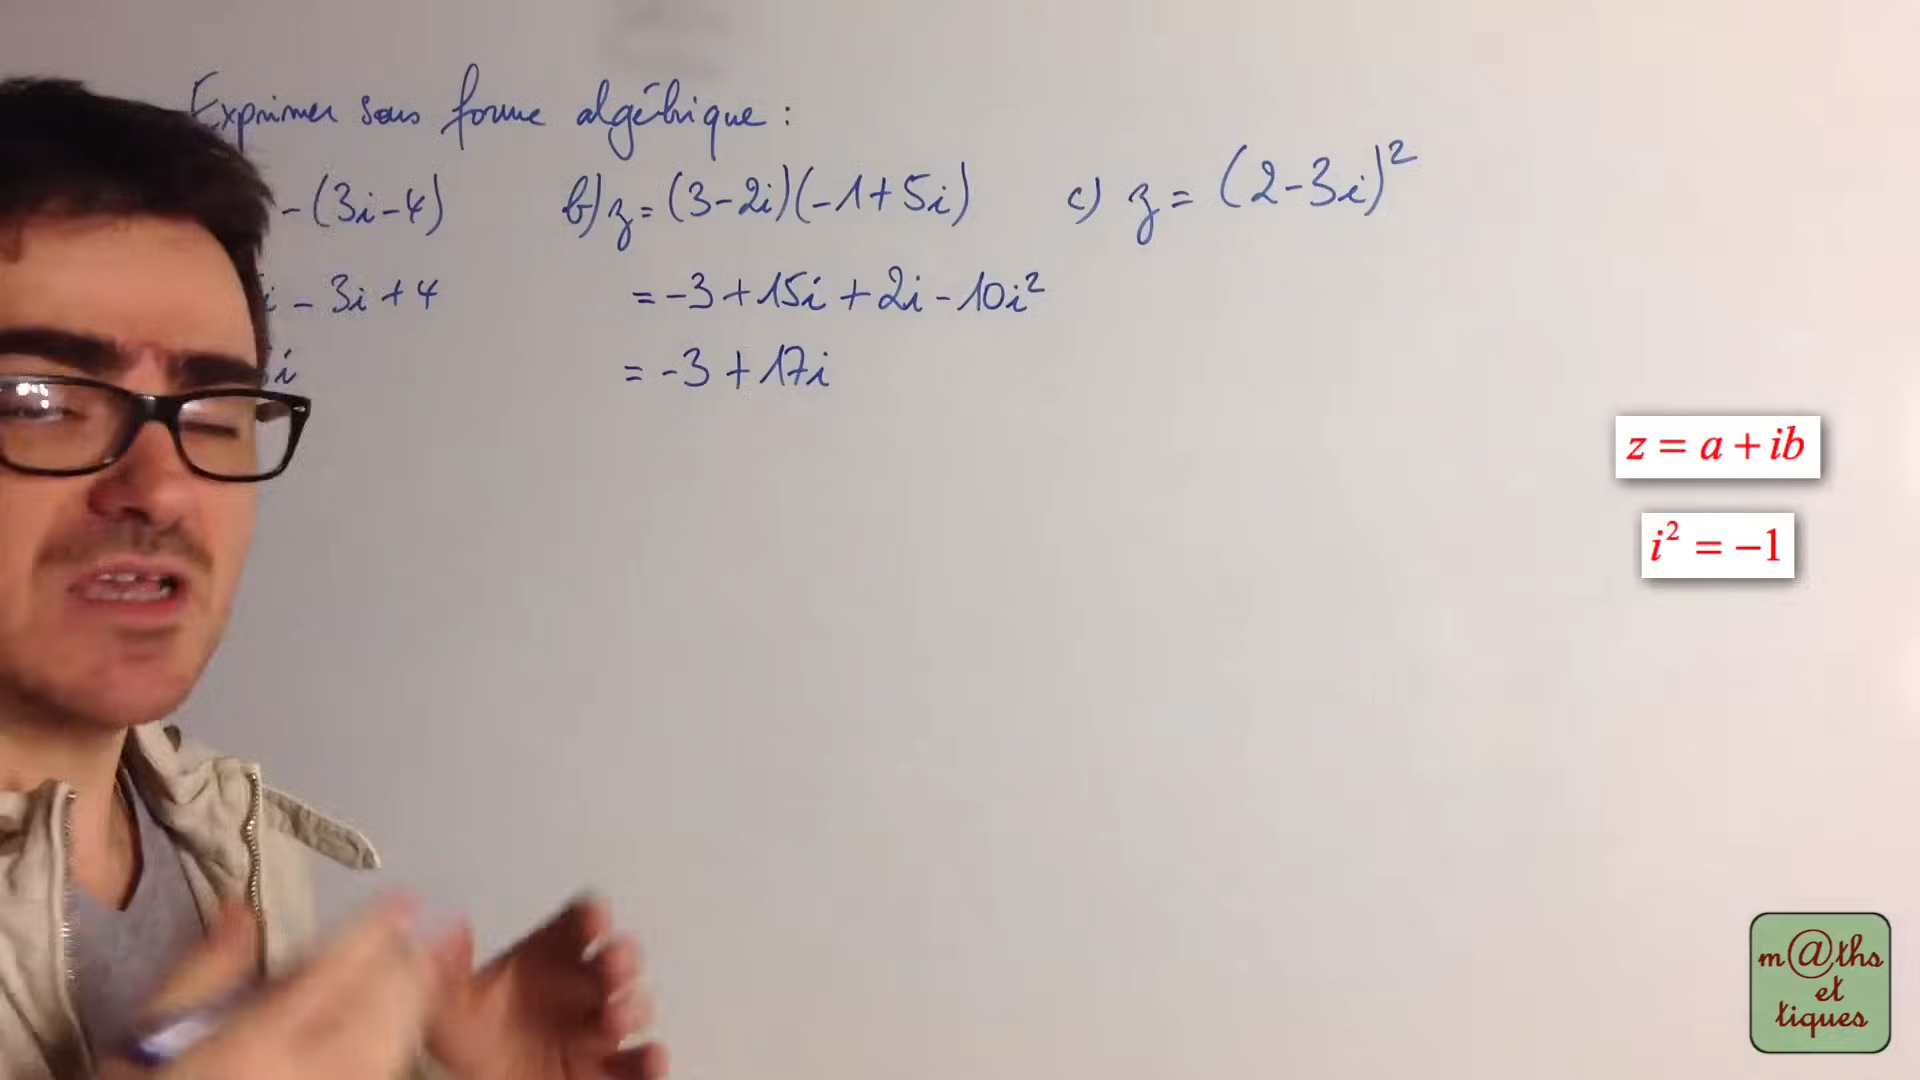 Exprimer sous forme algébrique :
- (3i-4)
b) z = (3-2i)(-1+5i)
c) z = (2-3i)²
i - 3i + 4
= -3 + 15i + 2i - 10i²
i
= -3 + 17i
z = a + ib
i² = -1
m@ths
et
tiques